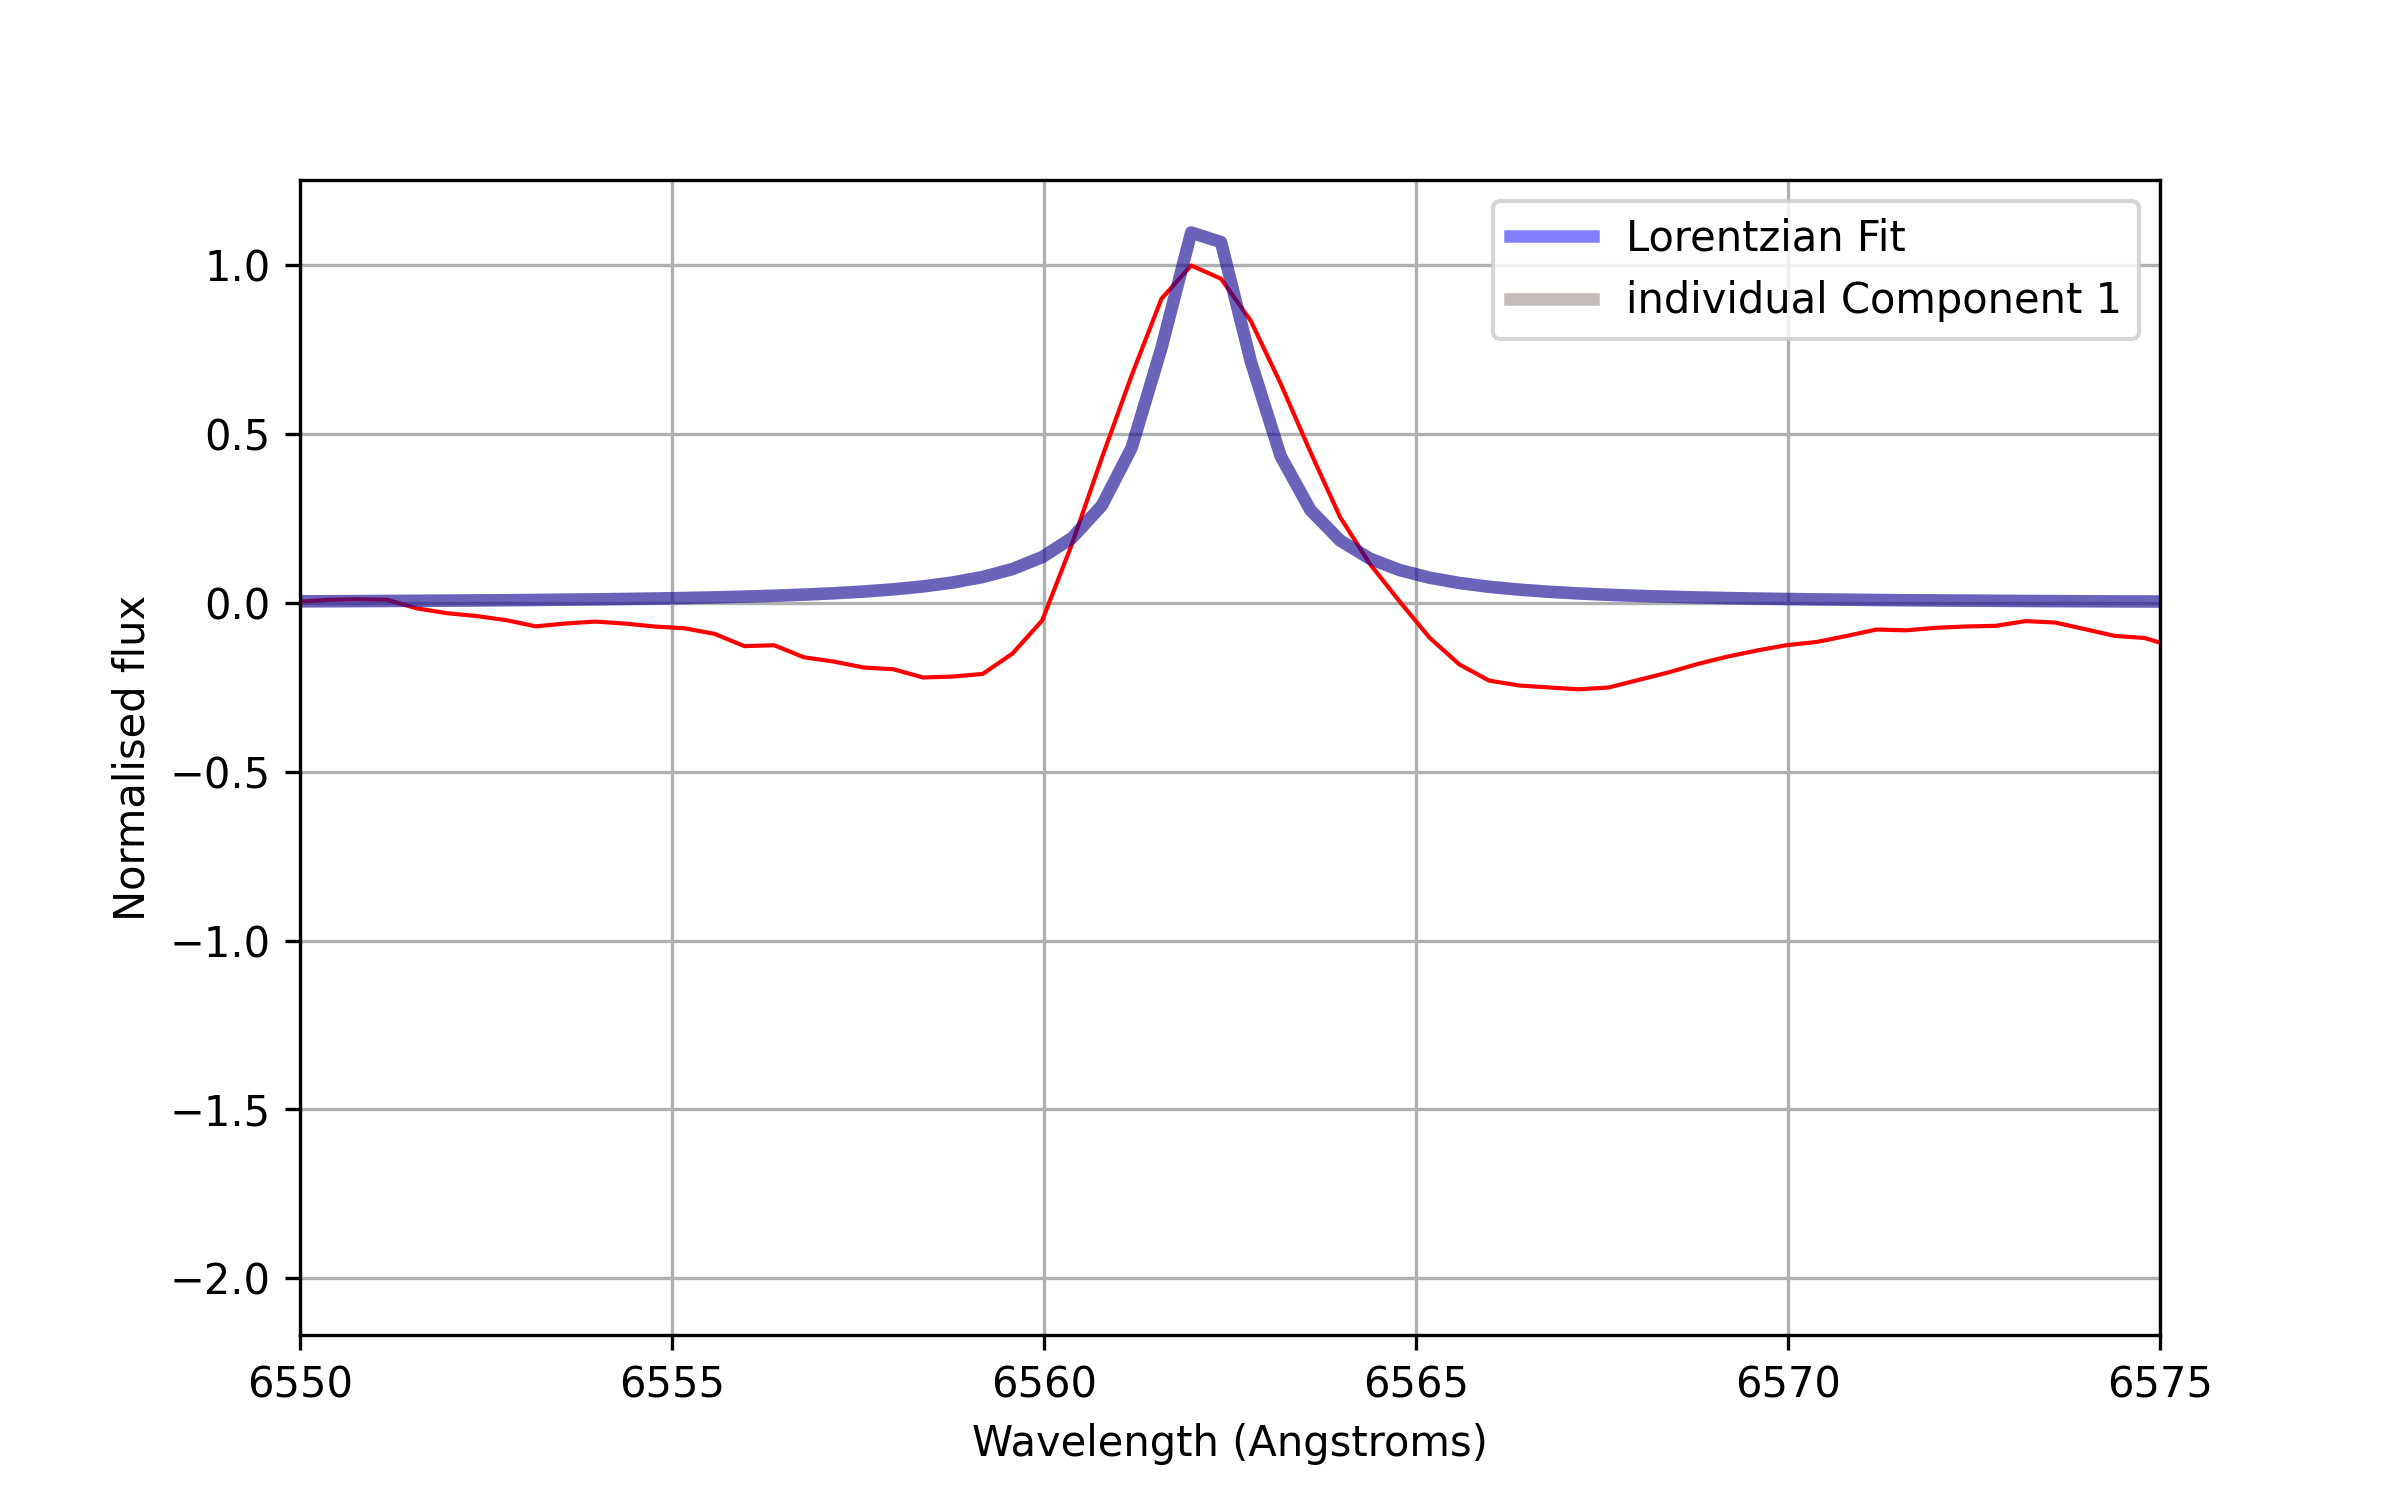 Lorentzian Fit
individual Component 1
1.0
0.5
0.0
−0.5
−1.0
−1.5
−2.0
Normalised flux
6550 6555 6560 6565 6570 6575
Wavelength (Angstroms)